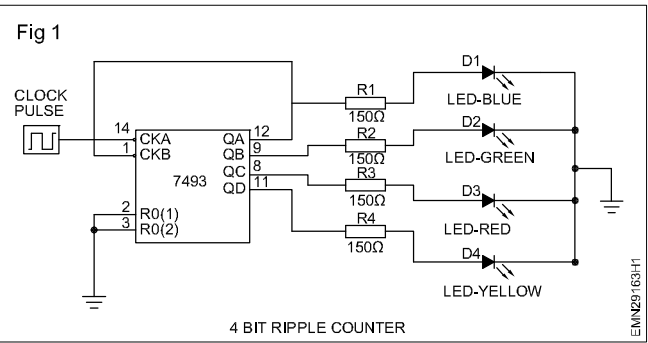 Fig 1
CLOCK
PULSE
14
1
CKA
CKB
7493
2
3
R0(1)
R0(2)
QA
QB
QC
QD
12
9
8
11
R1
150Ω
R2
150Ω
R3
150Ω
R4
150Ω
D1
LED-BLUE
D2
LED-GREEN
D3
LED-RED
D4
LED-YELLOW
4 BIT RIPPLE COUNTER
EMN29163H1